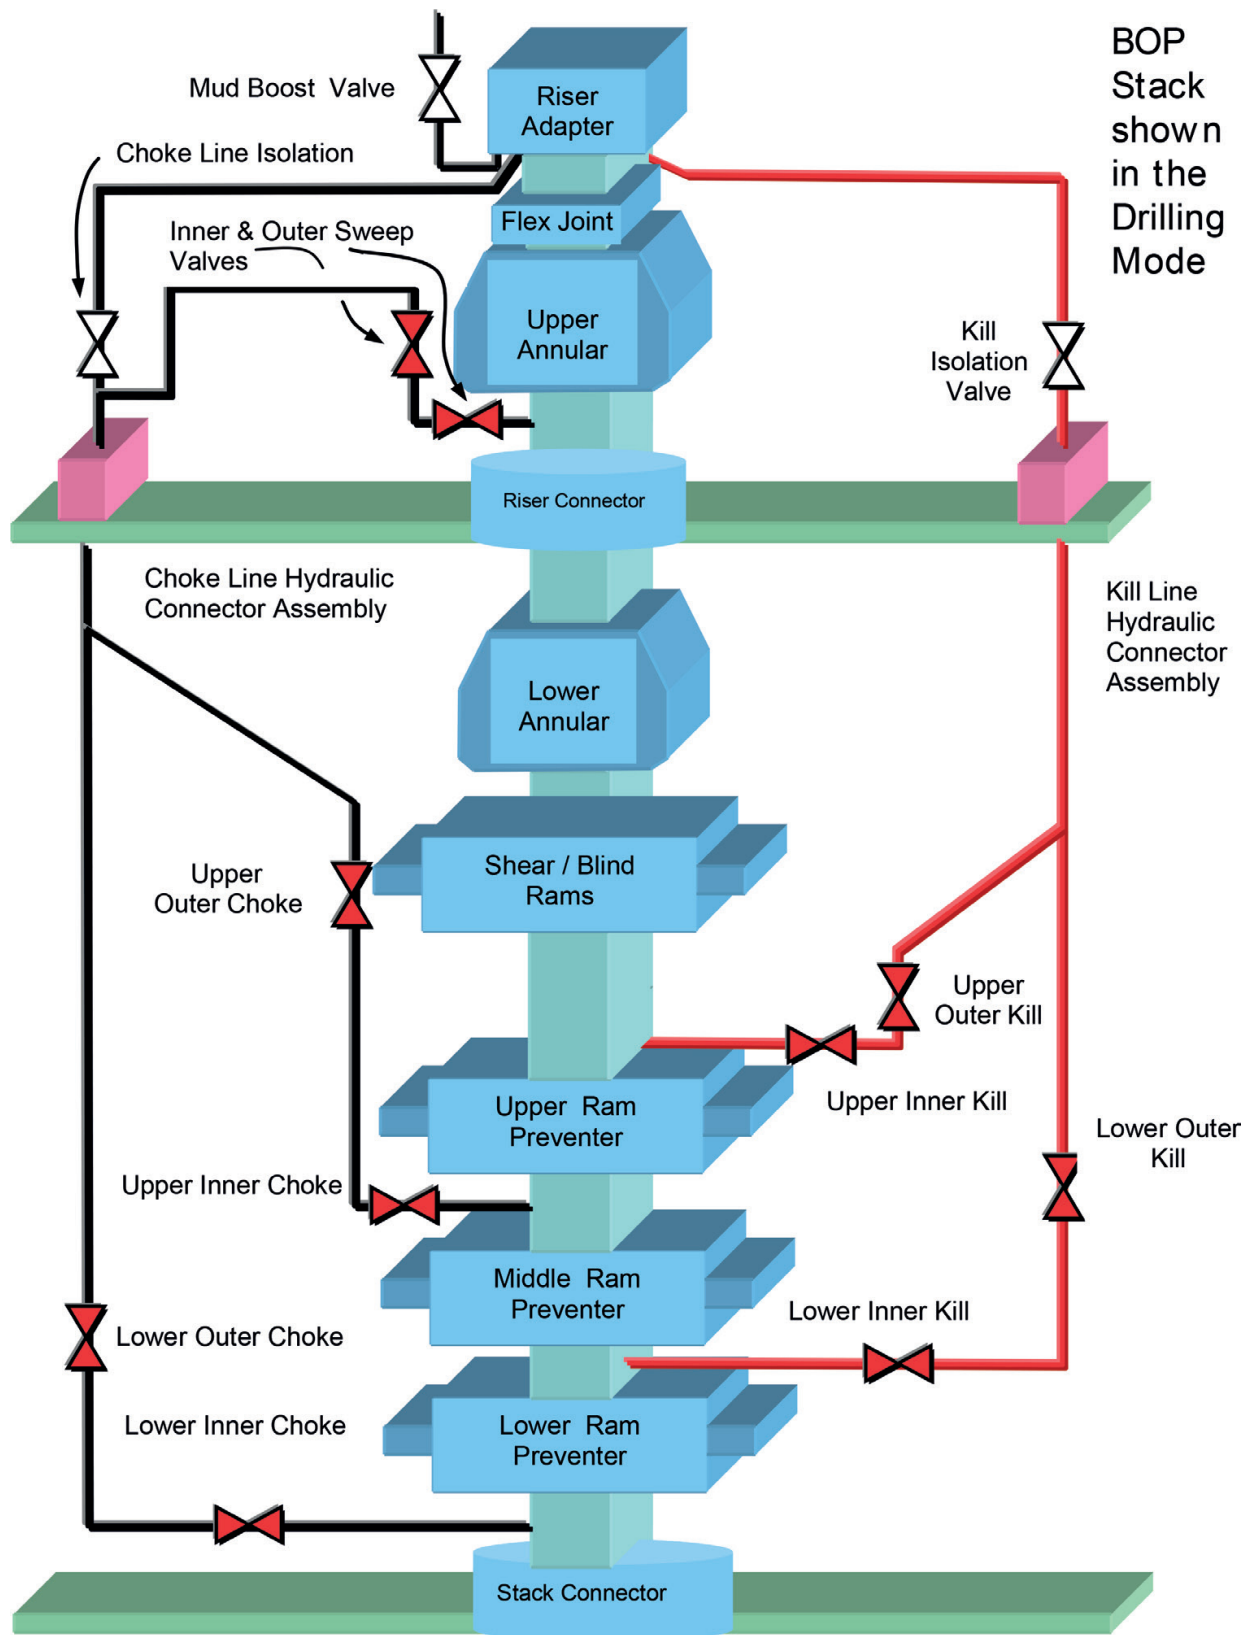 BOP
Stack
shown
in the
Drilling
Mode
Mud Boost Valve
Riser
Adapter
Choke Line Isolation
Flex Joint
Inner & Outer Sweep
Valves
Upper
Annular
Kill
Isolation
Valve
Riser Connector
Choke Line Hydraulic
Connector Assembly
Kill Line
Hydraulic
Connector
Assembly
Lower
Annular
Shear / Blind
Rams
Upper
Outer Choke
Upper
Outer Kill
Upper Inner Kill
Upper Ram
Preventer
Lower Outer
Kill
Upper Inner Choke
Middle Ram
Preventer
Lower Inner Kill
Lower Outer Choke
Lower Inner Choke
Lower Ram
Preventer
Stack Connector